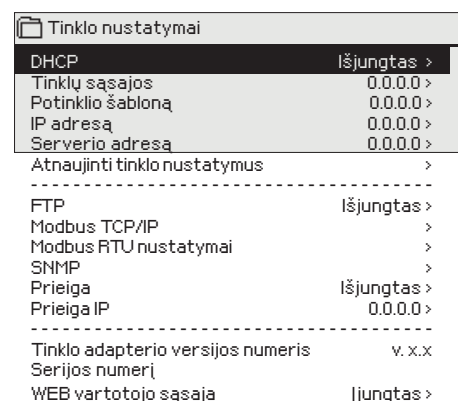 Tinklo nustatymai
DHCP Išjungtas >
Tinklų sąsajos 0.0.0.0 >
Potinklio šabloną 0.0.0.0 >
IP adresą 0.0.0.0 >
Serverio adresą 0.0.0.0 >
Atnaujinti tinklo nustatymus >
FTP Išjungtas >
Modbus TCP/IP >
Modbus RTU nustatymai >
SNMP >
Prieiga Išjungtas >
Prieiga IP 0.0.0.0 >
Tinklo adapterio versijos numeris v. x.x
Serijos numerį
WEB vartotojo sąsaja Įjungtas >